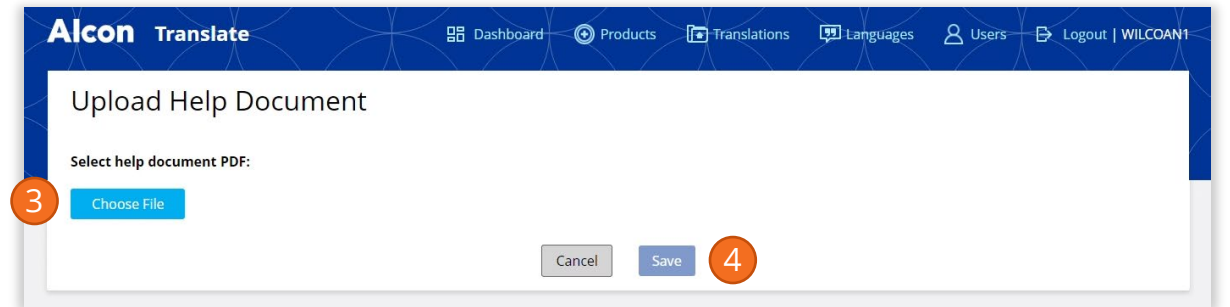 Alcon Translate Dashboard Products Translations Languages Users Logout | WILCOAN1
Upload Help Document
Select help document PDF:
3 Choose File
Cancel Save 4